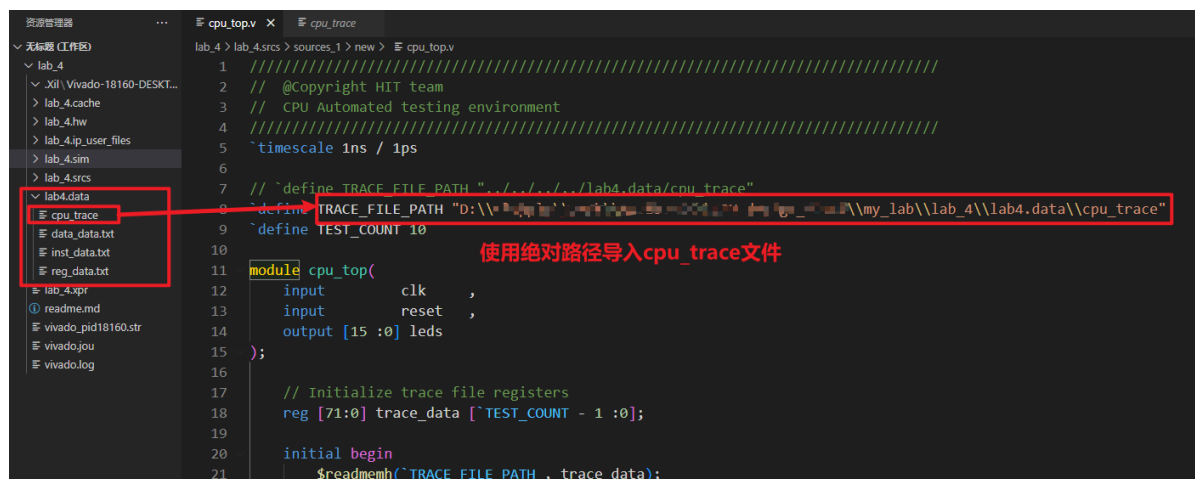 资源管理器 ···
无标题 (工作区)
lab_4
.Xil \ Vivado-18160-DESKT...
lab_4.cache
lab_4.hw
lab_4.ip_user_files
lab_4.sim
lab_4.srcs
lab4.data
cpu_trace
data_data.txt
inst_data.txt
reg_data.txt
lab_4.xpr
readme.md
vivado_pid18160.str
vivado.jou
vivado.log
cpu_top.v × cpu_trace
lab_4 > lab_4.srcs > sources_1 > new > cpu_top.v
1 //////////////////////////////////////////////////////////////////////////////////
2 // @Copyright HIT team
3 // CPU Automated testing environment
4 //////////////////////////////////////////////////////////////////////////////////
5 `timescale 1ns / 1ps
6
7 // `define TRACE_FILE_PATH "../../../../lab4.data/cpu_trace"
8 `define TRACE_FILE_PATH "D:\\ \\my_lab\\lab_4\\lab4.data\\cpu_trace"
9 `define TEST_COUNT 10
10
使用绝对路径导入cpu_trace文件
11 module cpu_top(
12 input clk ,
13 input reset ,
14 output [15 :0] leds
15 );
16
17 // Initialize trace file registers
18 reg [71:0] trace_data [`TEST_COUNT - 1 :0];
19
20 initial begin
21 $readmemh(`TRACE_FILE_PATH , trace_data);